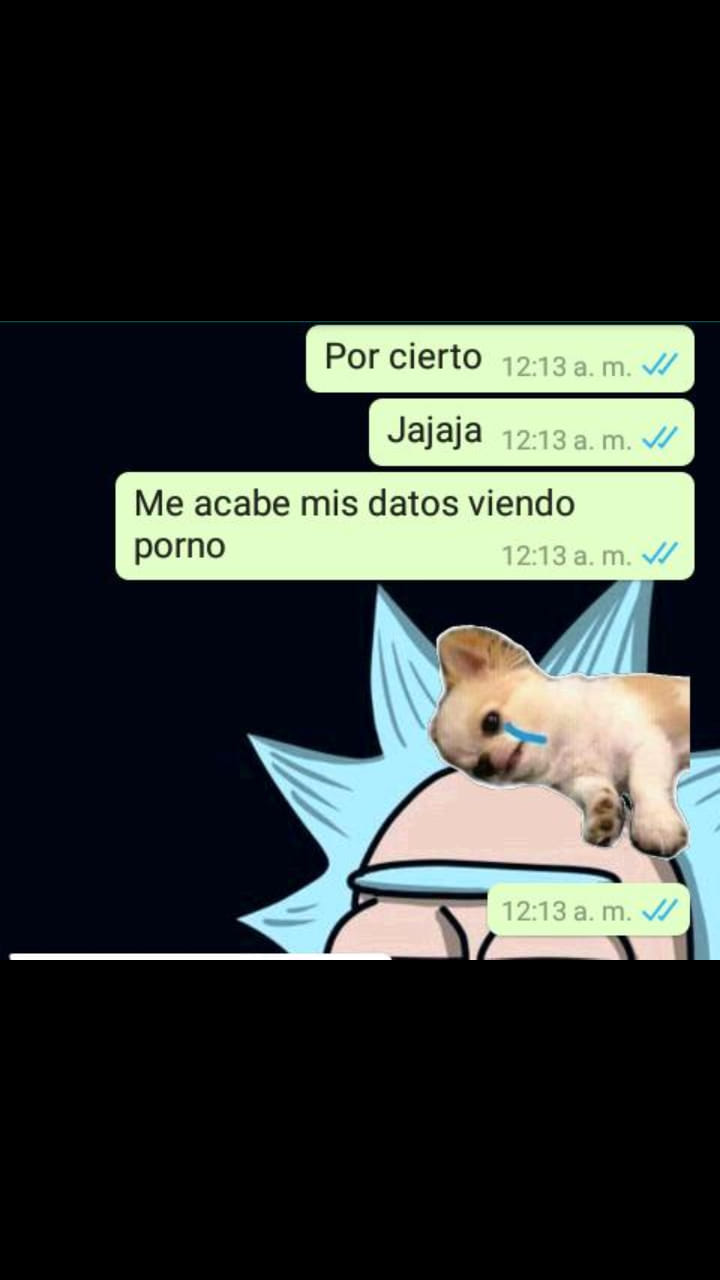 Por cierto 12:13 a. m.
Jajaja 12:13 a. m.
Me acabe mis datos viendo
porno 12:13 a. m.
12:13 a. m.